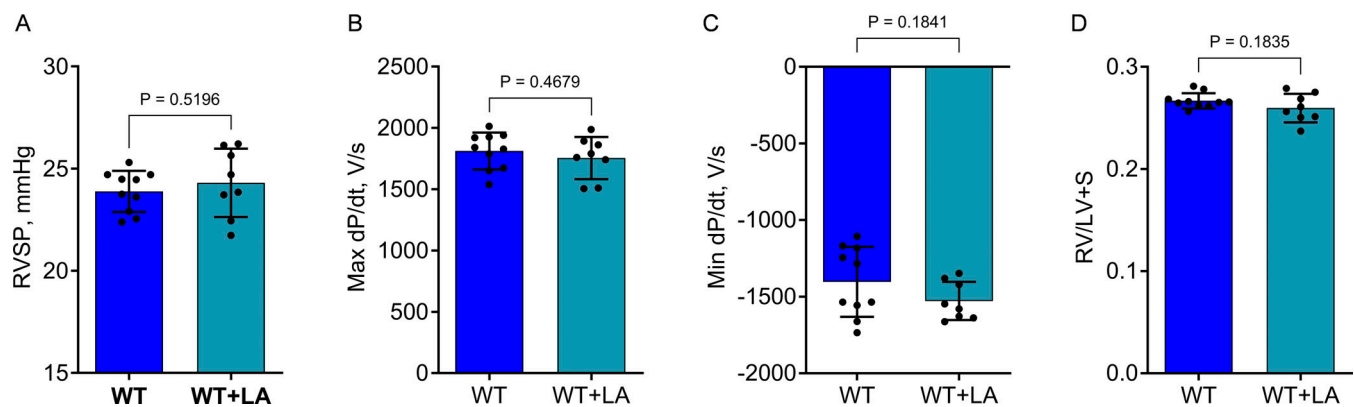 A
RVSP, mmHg
30
25
20
15
P = 0.5196
WT
WT+LA
B
Max dP/dt, V/s
2500
2000
1500
1000
500
0
P = 0.4679
WT
WT+LA
C
Min dP/dt, V/s
P = 0.1841
0
-500
-1000
-1500
-2000
WT
WT+LA
D
RV/LV+S
P = 0.1835
0.3
0.2
0.1
0.0
WT
WT+LA